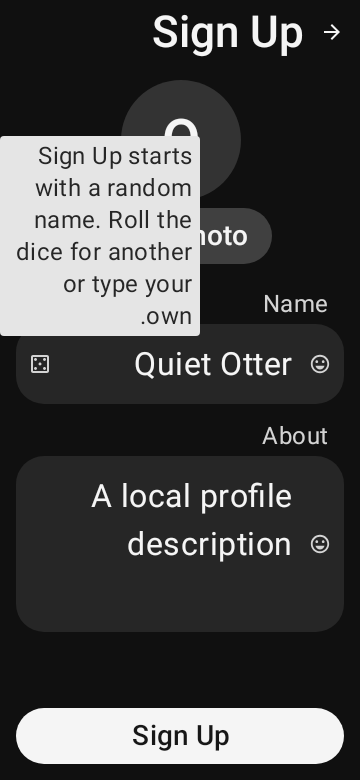 Sign Up
Sign Up starts
with a random
name. Roll the
dice for another
or type your
own.
Name
Quiet Otter
About
A local profile
description
Sign Up